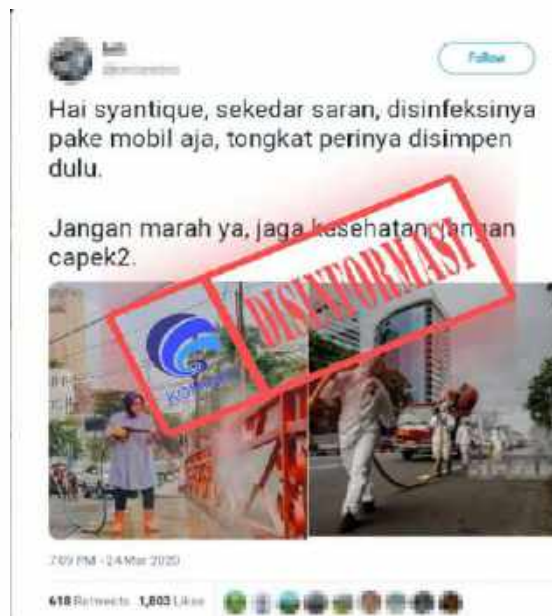 Follow
Hai syantique, sekedar saran, disinfeksinya
pake mobil aja, tongkat perinya disimpen
dulu.
Jangan marah ya, jaga kesehatan, jangan
capek2.
DISINFORMASI
7:09 PM - 24 Mar 2020
618 Retweets 1,803 Likes